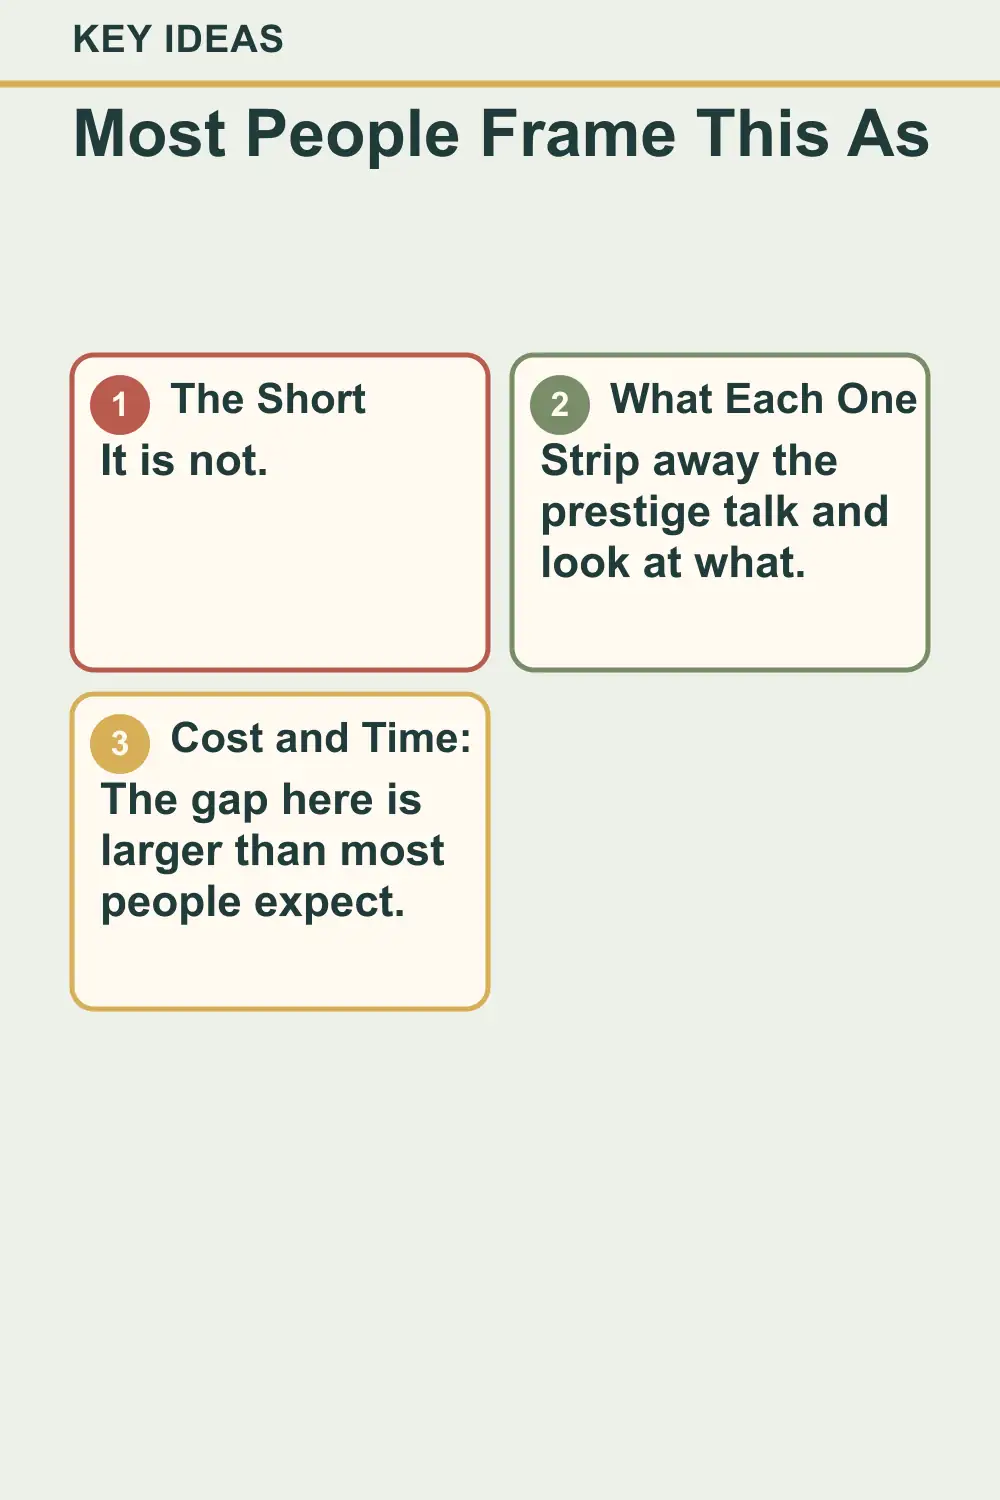 KEY IDEAS
Most People Frame This As
1 The Short
It is not.
2 What Each One
Strip away the
prestige talk and
look at what.
3 Cost and Time:
The gap here is
larger than most
people expect.